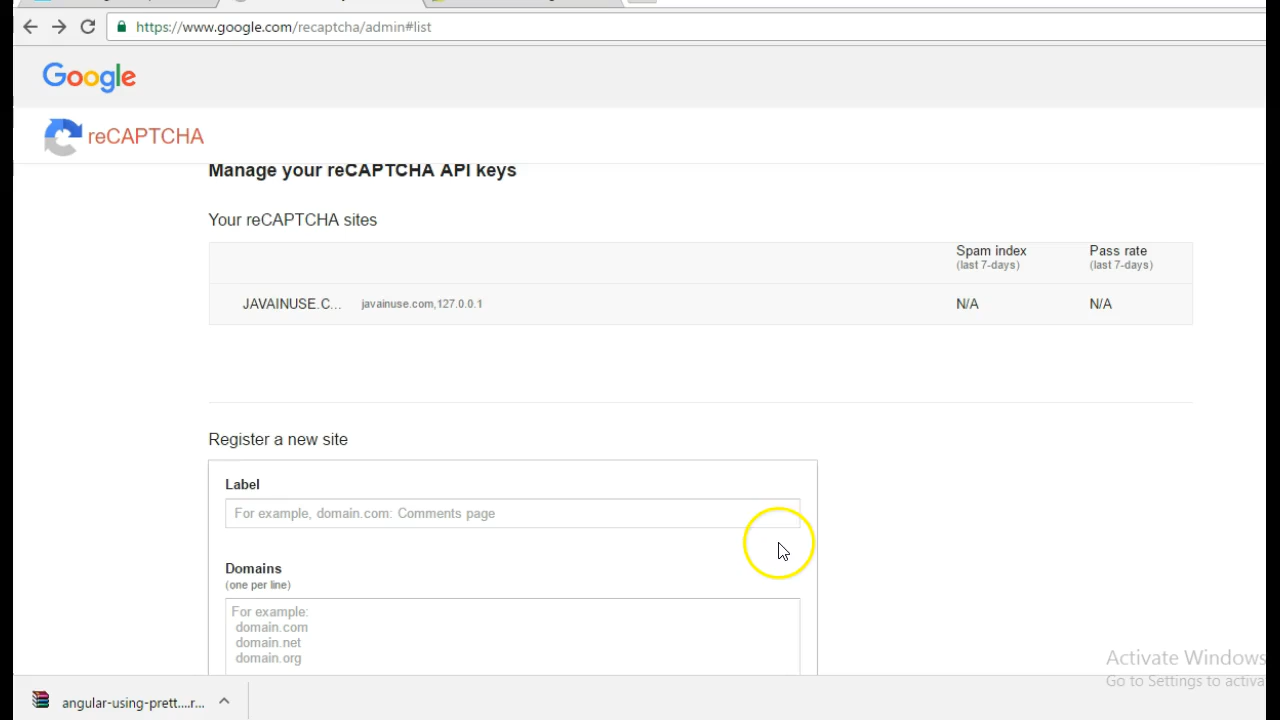 https://www.google.com/recaptcha/admin#list
Google
reCAPTCHA
Manage your reCAPTCHA API keys
Your reCAPTCHA sites
Spam index Pass rate
(last 7-days) (last 7-days)
JAVAINUSE.C... javainuse.com,127.0.0.1 N/A N/A
Register a new site
Label
For example, domain.com: Comments page
Domains
(one per line)
For example:
domain.com
domain.net
domain.org
Activate Windows
Go to Settings to activa
angular-using-prett....r...